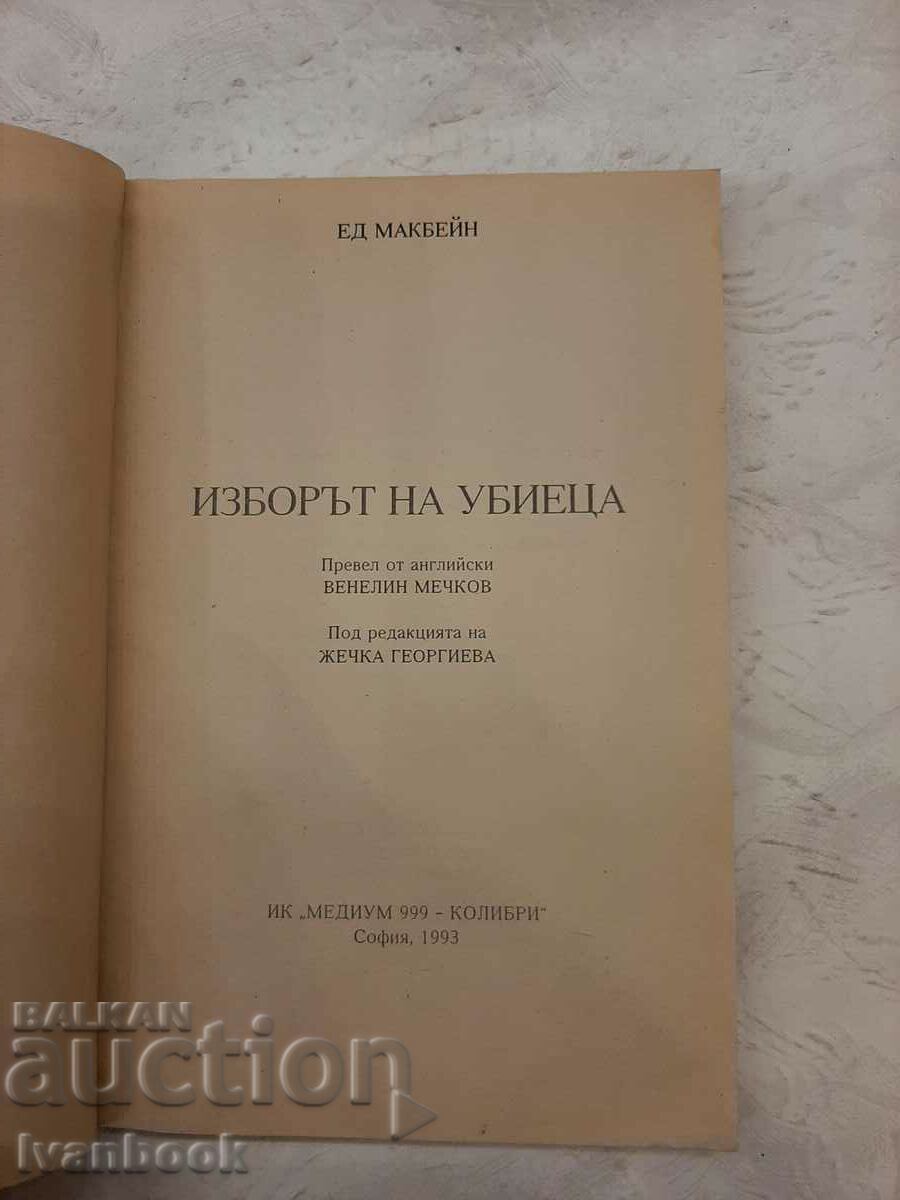 ЕД МАКБЕЙН
ИЗБОРЪТ НА УБИЕЦА
Превел от английски
ВЕНЕЛИН МЕЧКОВ
Под редакцията на
ЖЕЧКА ГЕОРГИЕВА
ИК „МЕДИУМ 999 - КОЛИБРИ"
София, 1993
BALKAN
auction
Ivanbook